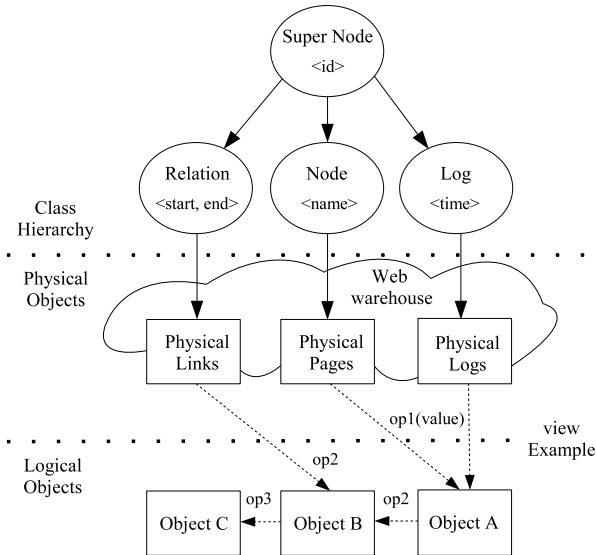 Super Node
<id>
Relation
<start, end>
Node
<name>
Log
<time>
Class
Hierarchy
Physical
Objects
Web
warehouse
Physical
Links
Physical
Pages
Physical
Logs
op1(value)
view
Example
op2
Logical
Objects
op3
op2
Object C
Object B
Object A